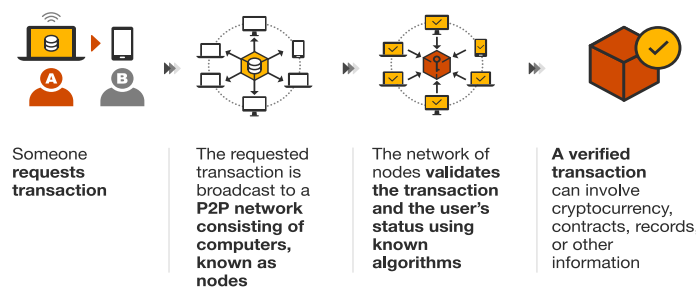 A
B
Someone
requests
transaction
The requested
transaction is
broadcast to a
P2P network
consisting of
computers,
known as
nodes
The network of
nodes validates
the transaction
and the user's
status using
known
algorithms
A verified
transaction
can involve
cryptocurrency,
contracts, records
or other
information